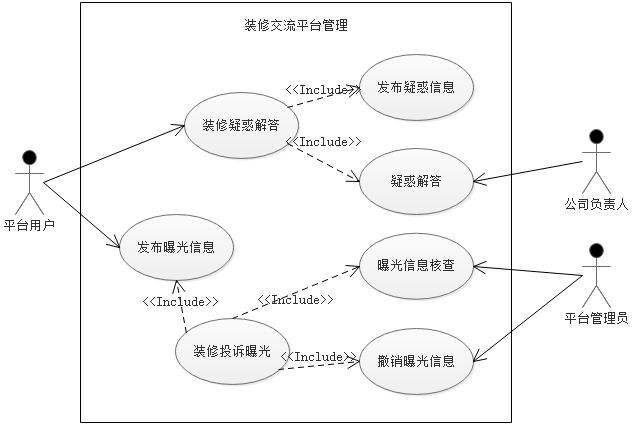 装修交流平台管理
<<Include>>
发布疑惑信息
装修疑惑解答
<<Include>>
疑惑解答
平台用户
公司负责人
发布曝光信息
曝光信息核查
<<Include>>
<<Include>>
平台管理员
装修投诉曝光
<<Include>>
撤销曝光信息